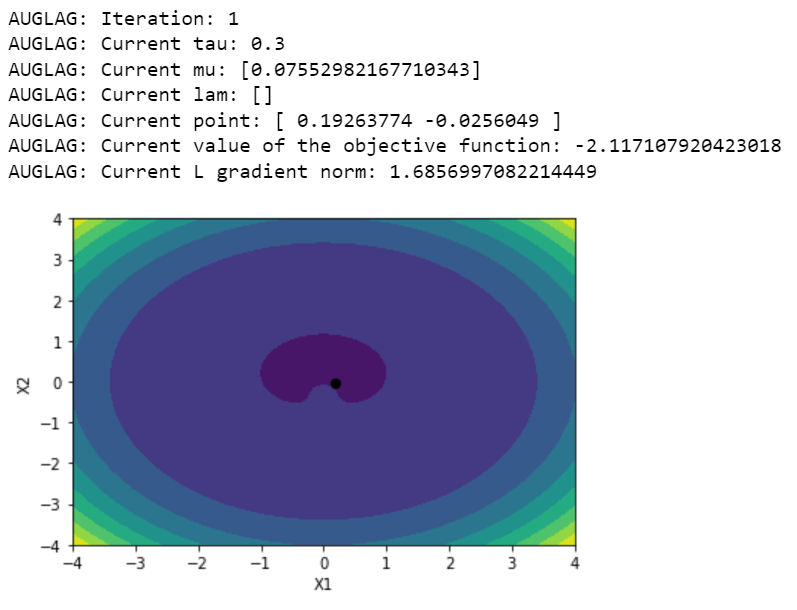 AUGLAG: Iteration: 1
AUGLAG: Current tau: 0.3
AUGLAG: Current mu: [0.07552982167710343]
AUGLAG: Current lam: []
AUGLAG: Current point: [ 0.19263774 -0.0256049 ]
AUGLAG: Current value of the objective function: -2.117107920423018
AUGLAG: Current L gradient norm: 1.6856997082214449
4
3
2
1
0
−1
−2
−3
−4
X2
−4 −3 −2 −1 0 1 2 3 4
X1